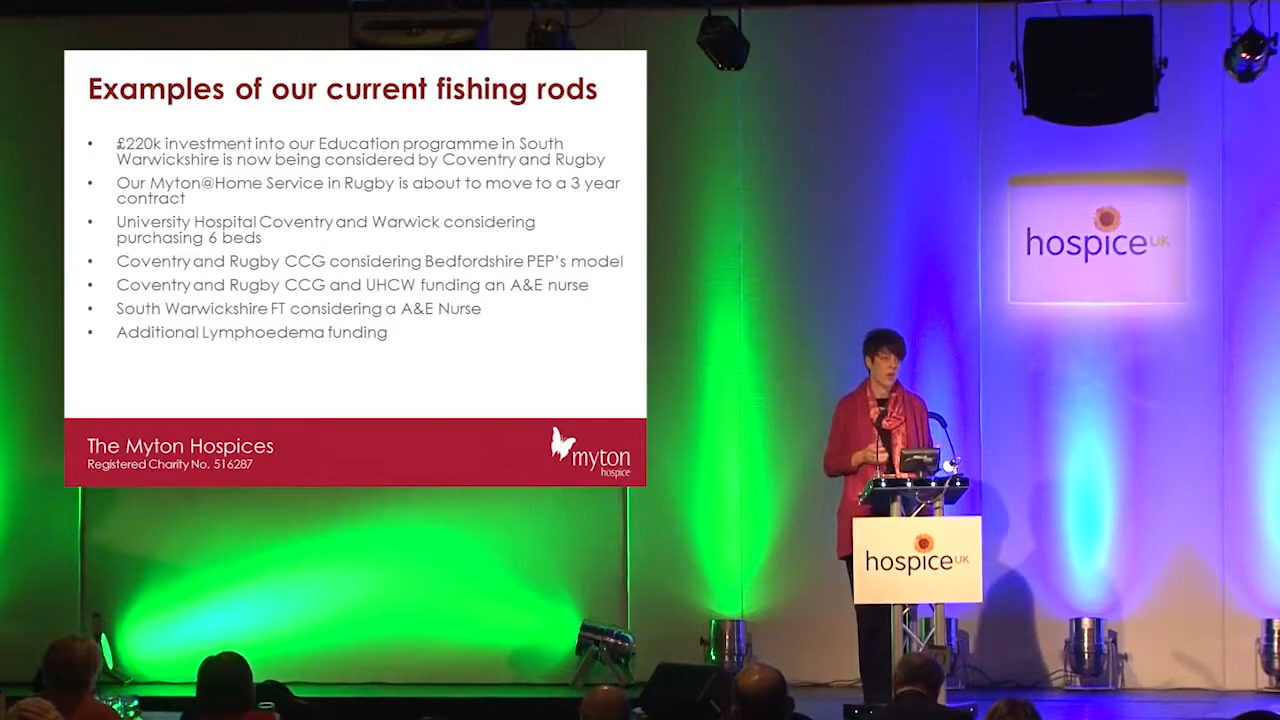 Examples of our current fishing rods
• £220k investment into our Education programme in South
Warwickshire is now being considered by Coventry and Rugby
• Our Myton@Home Service in Rugby is about to move to a 3 year
contract
• University Hospital Coventry and Warwick considering
purchasing 6 beds
• Coventry and Rugby CCG considering Bedfordshire PEP's model
• Coventry and Rugby CCG and UHCW funding an A&E nurse
• South Warwickshire FT considering a A&E Nurse
• Additional Lymphoedema funding
The Myton Hospices
Registered Charity No. 516287
myton
hospice
hospice UK
hospice UK